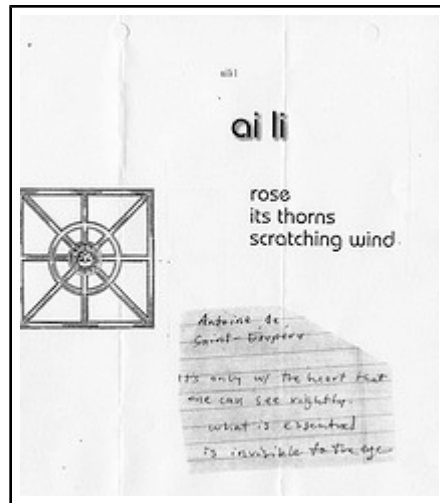 ai li
rose
its thorns
scratching wind
Antoine de
Saint-Exupéry
it's only w/ the heart that
one can see rightly.
what is essential
is invisible to the eye